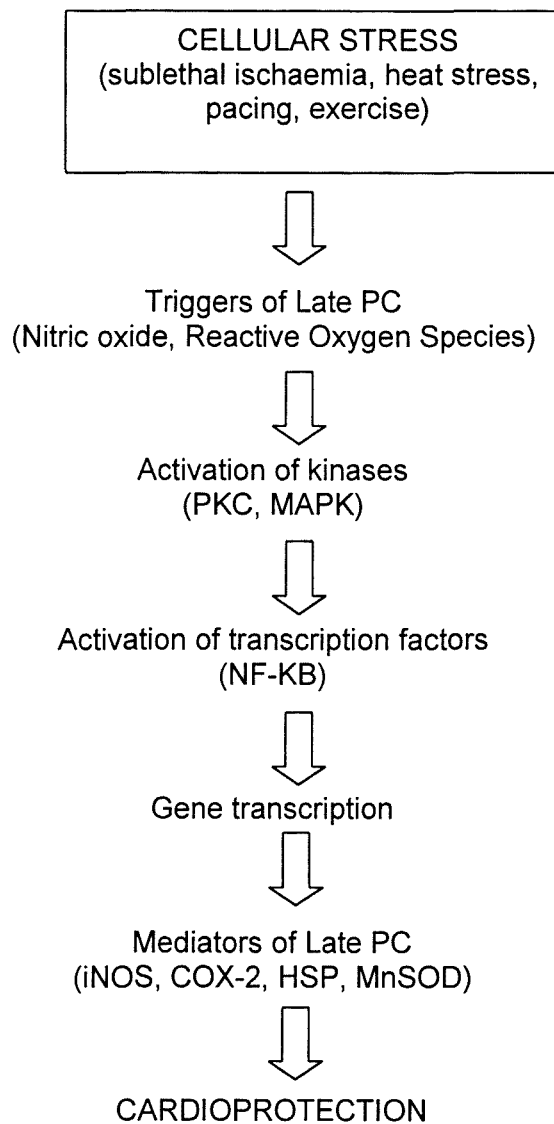 CELLULAR STRESS
(sublethal ischaemia, heat stress,
pacing, exercise)
Triggers of Late PC
(Nitric oxide, Reactive Oxygen Species)
Activation of kinases
(PKC, MAPK)
Activation of transcription factors
(NF-KB)
Gene transcription
Mediators of Late PC
(iNOS, COX-2, HSP, MnSOD)
CARDIOPROTECTION